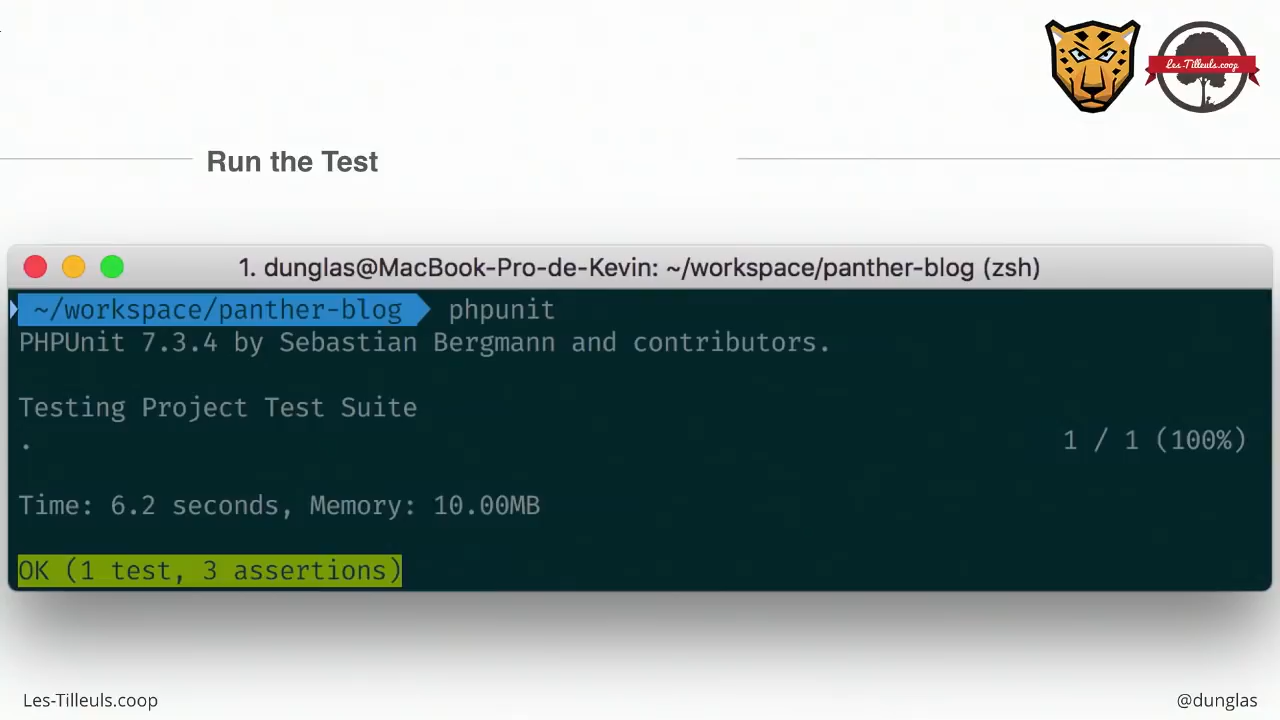 Les-Tilleuls.coop
Run the Test
1. dunglas@MacBook-Pro-de-Kevin: ~/workspace/panther-blog (zsh)
~/workspace/panther-blog phpunit
PHPUnit 7.3.4 by Sebastian Bergmann and contributors.
Testing Project Test Suite
. 1 / 1 (100%)
Time: 6.2 seconds, Memory: 10.00MB
OK (1 test, 3 assertions)
Les-Tilleuls.coop
@dunglas